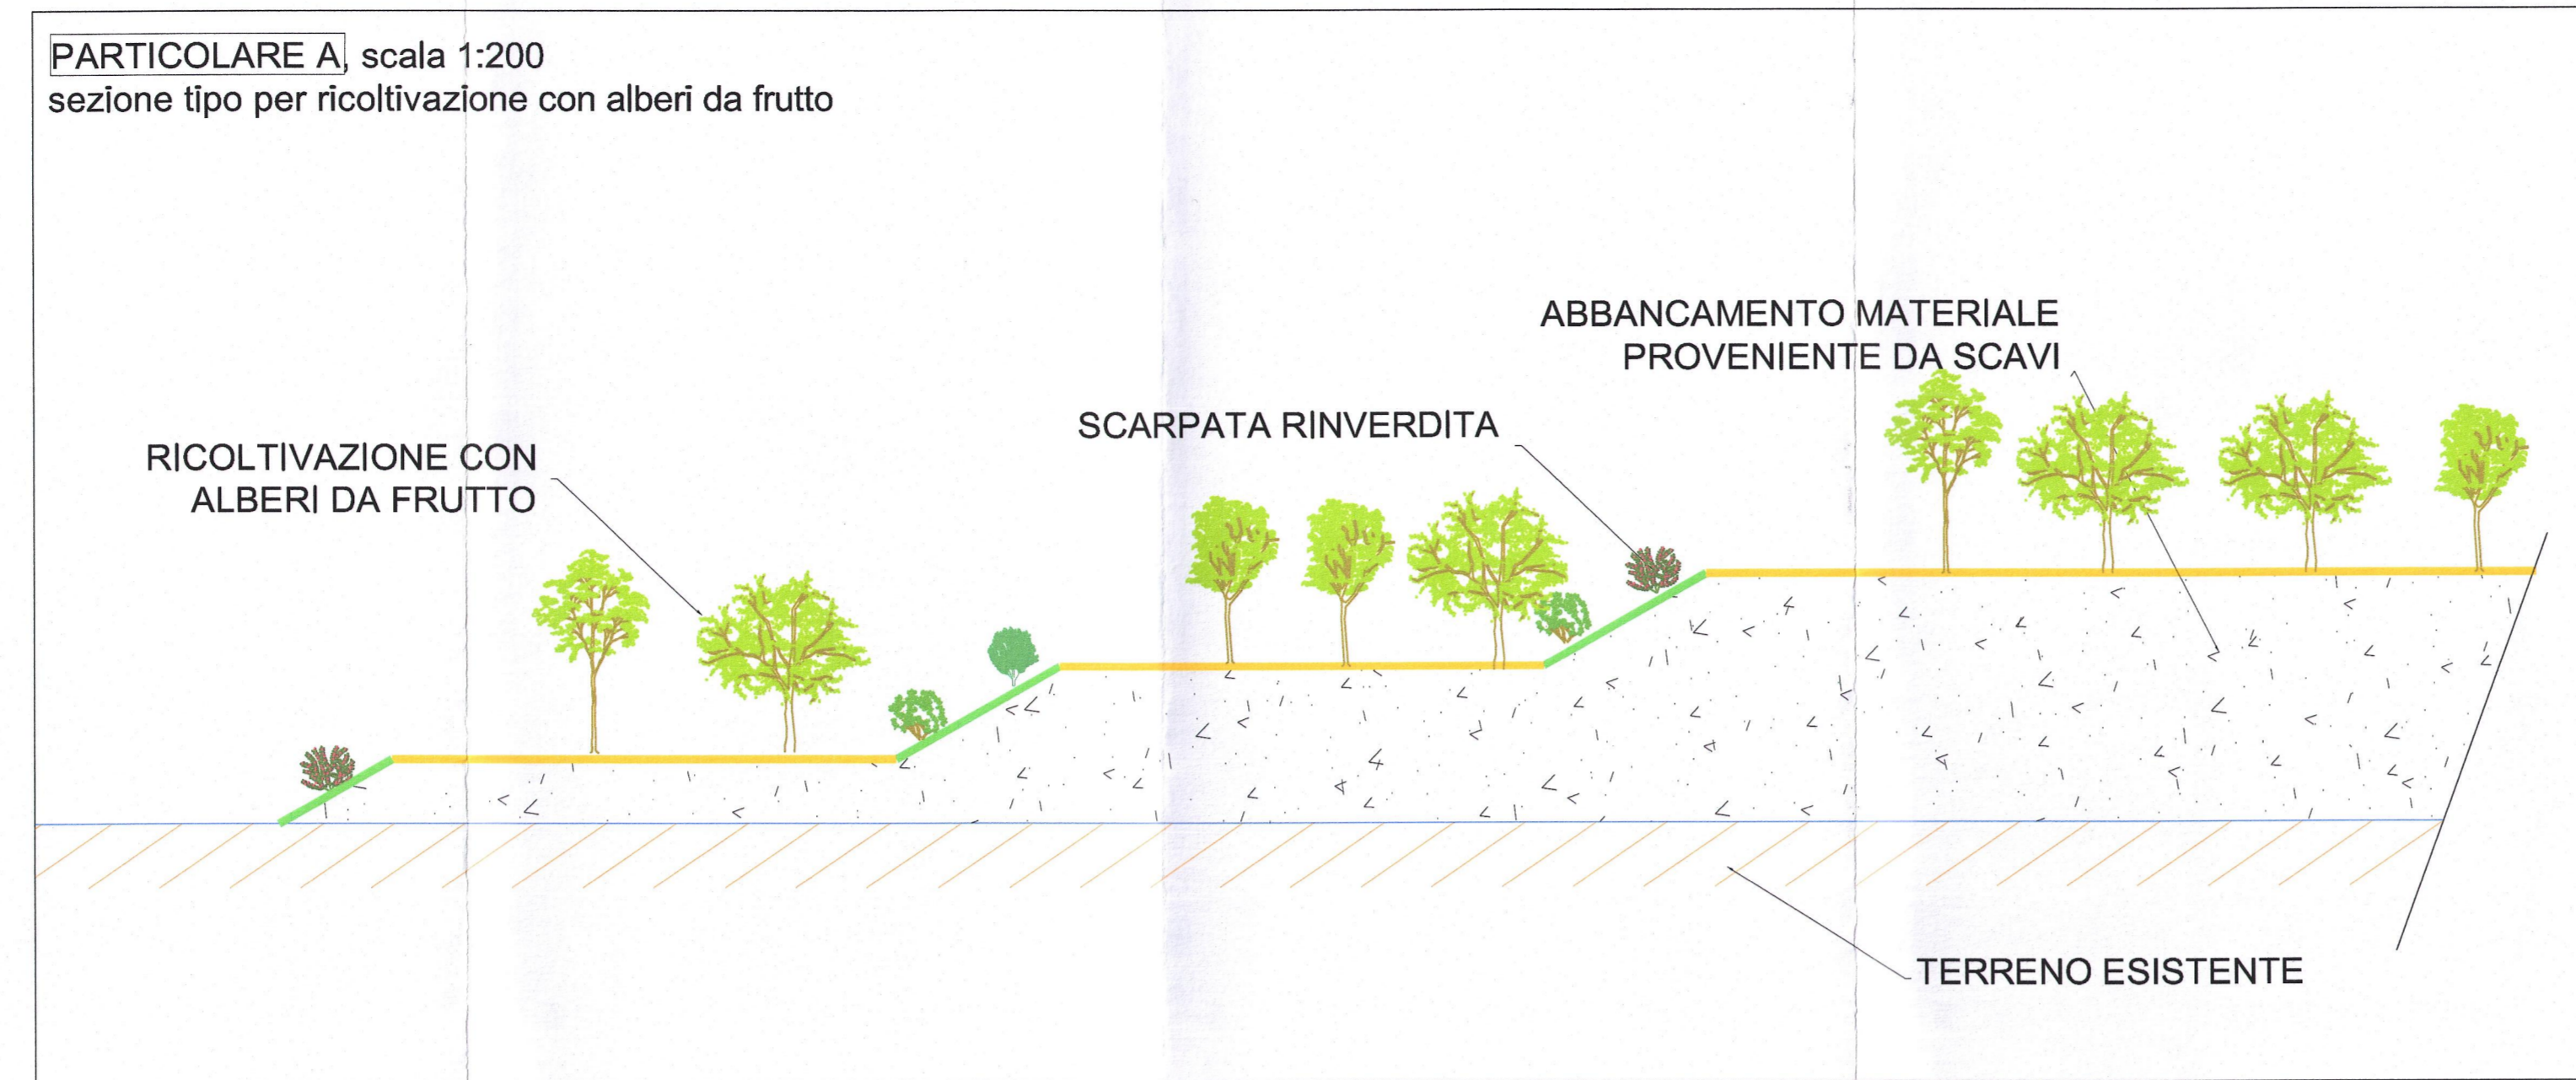 PARTICOLARE A, scala 1:200
sezione tipo per ricoltivazione con alberi da frutto
ABBANCAMENTO MATERIALE
PROVENIENTE DA SCAVI
SCARPATA RINVERDITA
RICOLTIVAZIONE CON
ALBERI DA FRUTTO
TERRENO ESISTENTE